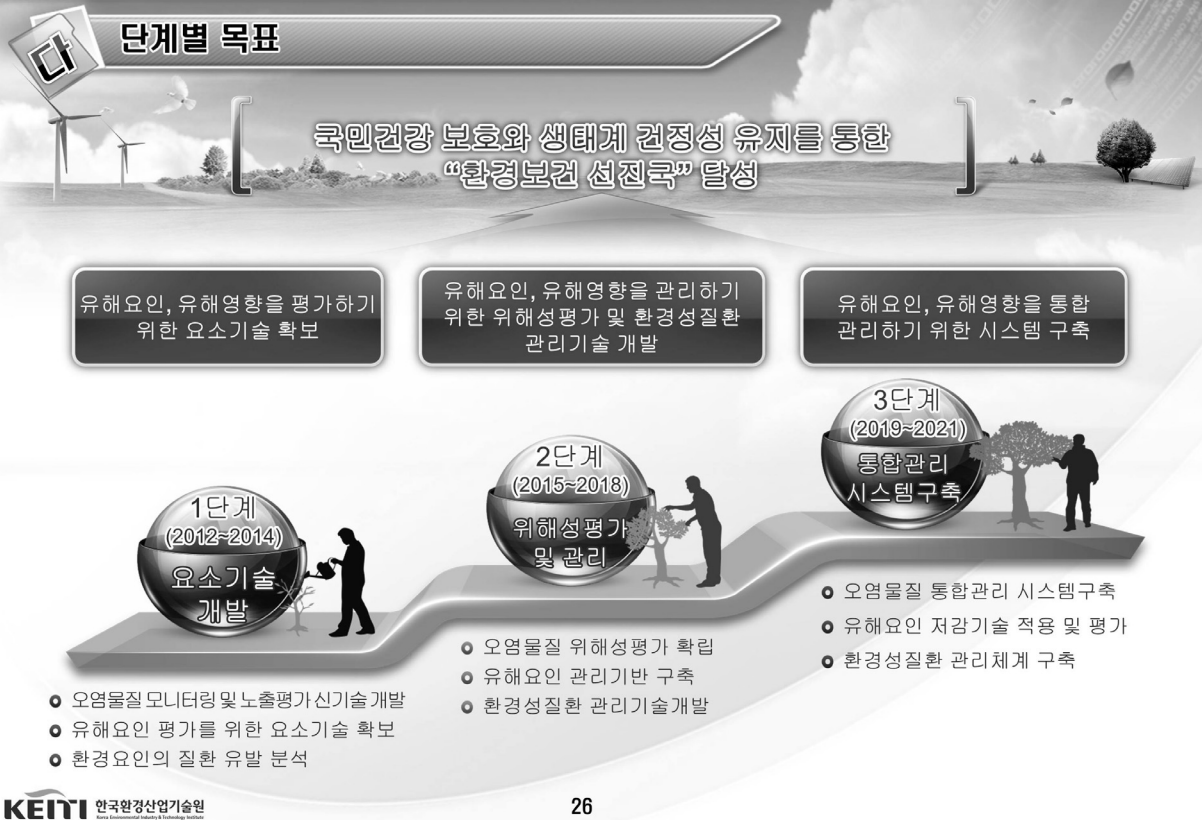 다
단계별 목표
국민건강 보호와 생태계 건정성 유지를 통한
“환경보건 선진국” 달성
유해요인, 유해영향을 평가하기
위한 요소기술 확보
유해요인, 유해영향을 관리하기
위한 위해성평가 및 환경성질환
관리기술 개발
유해요인, 유해영향을 통합
관리하기 위한 시스템 구축
1단계
(2012~2014)
요소기술
개발
오염물질 모니터링 및 노출평가 신기술 개발
유해요인 평가를 위한 요소기술 확보
환경요인의 질환 유발 분석
2단계
(2015~2018)
위해성평가
및 관리
오염물질 위해성평가 확립
유해요인 관리기반 구축
환경성질환 관리기술개발
3단계
(2019~2021)
통합관리
시스템구축
오염물질 통합관리 시스템구축
유해요인 저감기술 적용 및 평가
환경성질환 관리체계 구축
KEITI 한국환경산업기술원
Korea Environmental Industry & Technology Institute
26